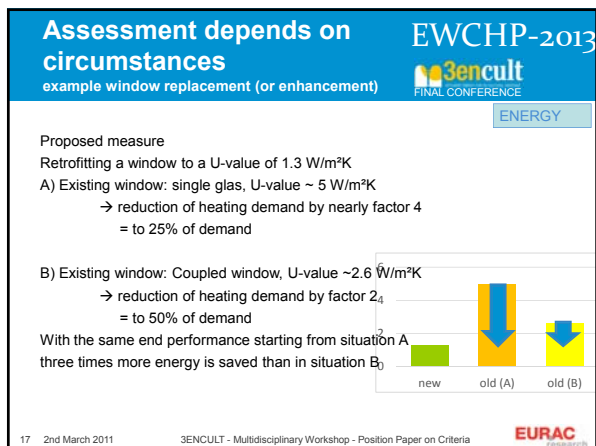 Assessment depends on
circumstances
example window replacement (or enhancement)
EWCHP-2013
3encult
FINAL CONFERENCE
ENERGY
Proposed measure
Retrofitting a window to a U-value of 1.3 W/m²K
A) Existing window: single glas, U-value ~ 5 W/m²K
→ reduction of heating demand by nearly factor 4
= to 25% of demand
B) Existing window: Coupled window, U-value ~2.6 W/m²K
→ reduction of heating demand by factor 2
= to 50% of demand
With the same end performance starting from situation A
three times more energy is saved than in situation B
6
4
2
0
new old (A) old (B)
17 2nd March 2011 3ENCULT - Multidisciplinary Workshop - Position Paper on Criteria
EURAC
research